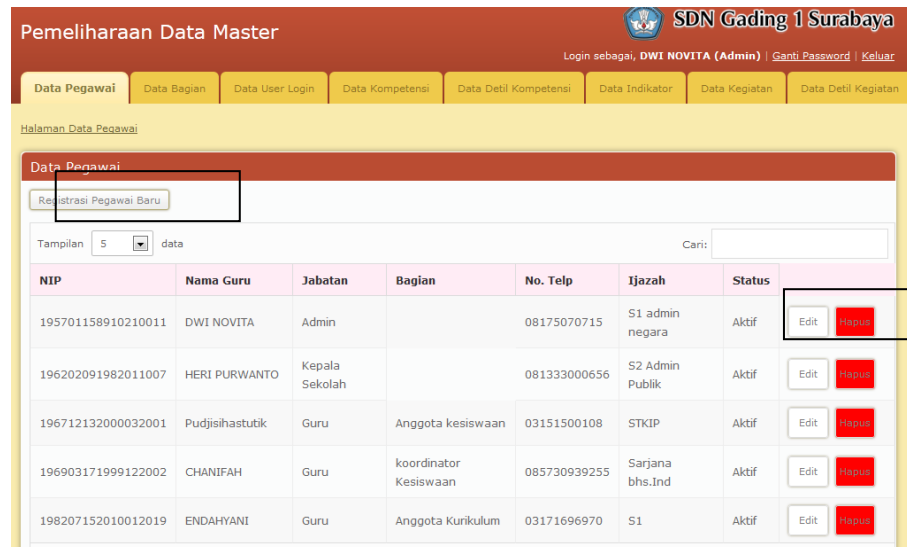 Pemeliharaan Data Master
SDN Gading 1 Surabaya
Login sebagai, DWI NOVITA (Admin) | Ganti Password | Keluar
Data Pegawai Data Bagian Data User Login Data Kompetensi Data Detil Kompetensi Data Indikator Data Kegiatan Data Detil Kegiatan
Halaman Data Pegawai
Data Pegawai
Registrasi Pegawai Baru
Tampilan 5 data Cari:
NIP Nama Guru Jabatan Bagian No. Telp Ijazah Status
195701158910210011 DWI NOVITA Admin 08175070715 S1 admin negara Aktif Edit Hapus
196202091982011007 HERI PURWANTO Kepala Sekolah 081333000656 S2 Admin Publik Aktif Edit Hapus
196712132000032001 Pudjisihastutik Guru Anggota kesiswaan 03151500108 STKIP Aktif Edit Hapus
196903171999122002 CHANIFAH Guru koordinator Kesiswaan 085730939255 Sarjana bhs.Ind Aktif Edit Hapus
198207152010012019 ENDAHYANI Guru Anggota Kurikulum 03171696970 S1 Aktif Edit Hapus